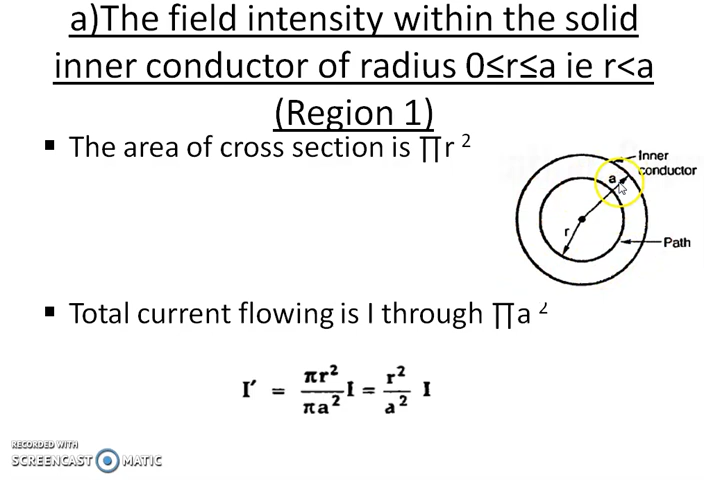 a)The field intensity within the solid
inner conductor of radius 0≤r≤a ie r<a
(Region 1)
▪ The area of cross section is ∏r ²
Inner
conductor
a
r
Path
▪ Total current flowing is I through ∏a ²
I′ = πr²/πa² I = r²/a² I
RECORDED WITH
SCREENCAST O MATIC